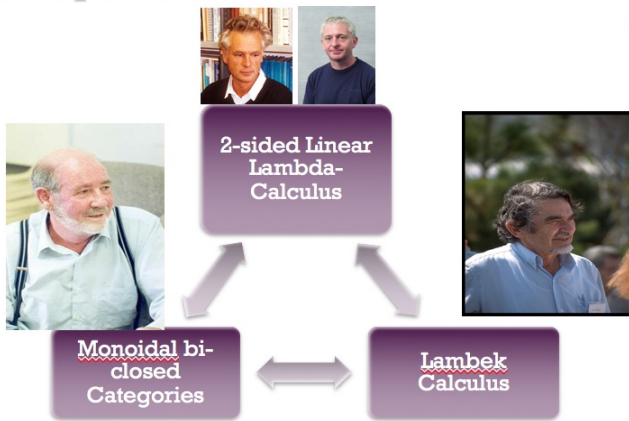 2-sided Linear
Lambda-
Calculus
Monoidal bi-
closed
Categories
Lambek
Calculus